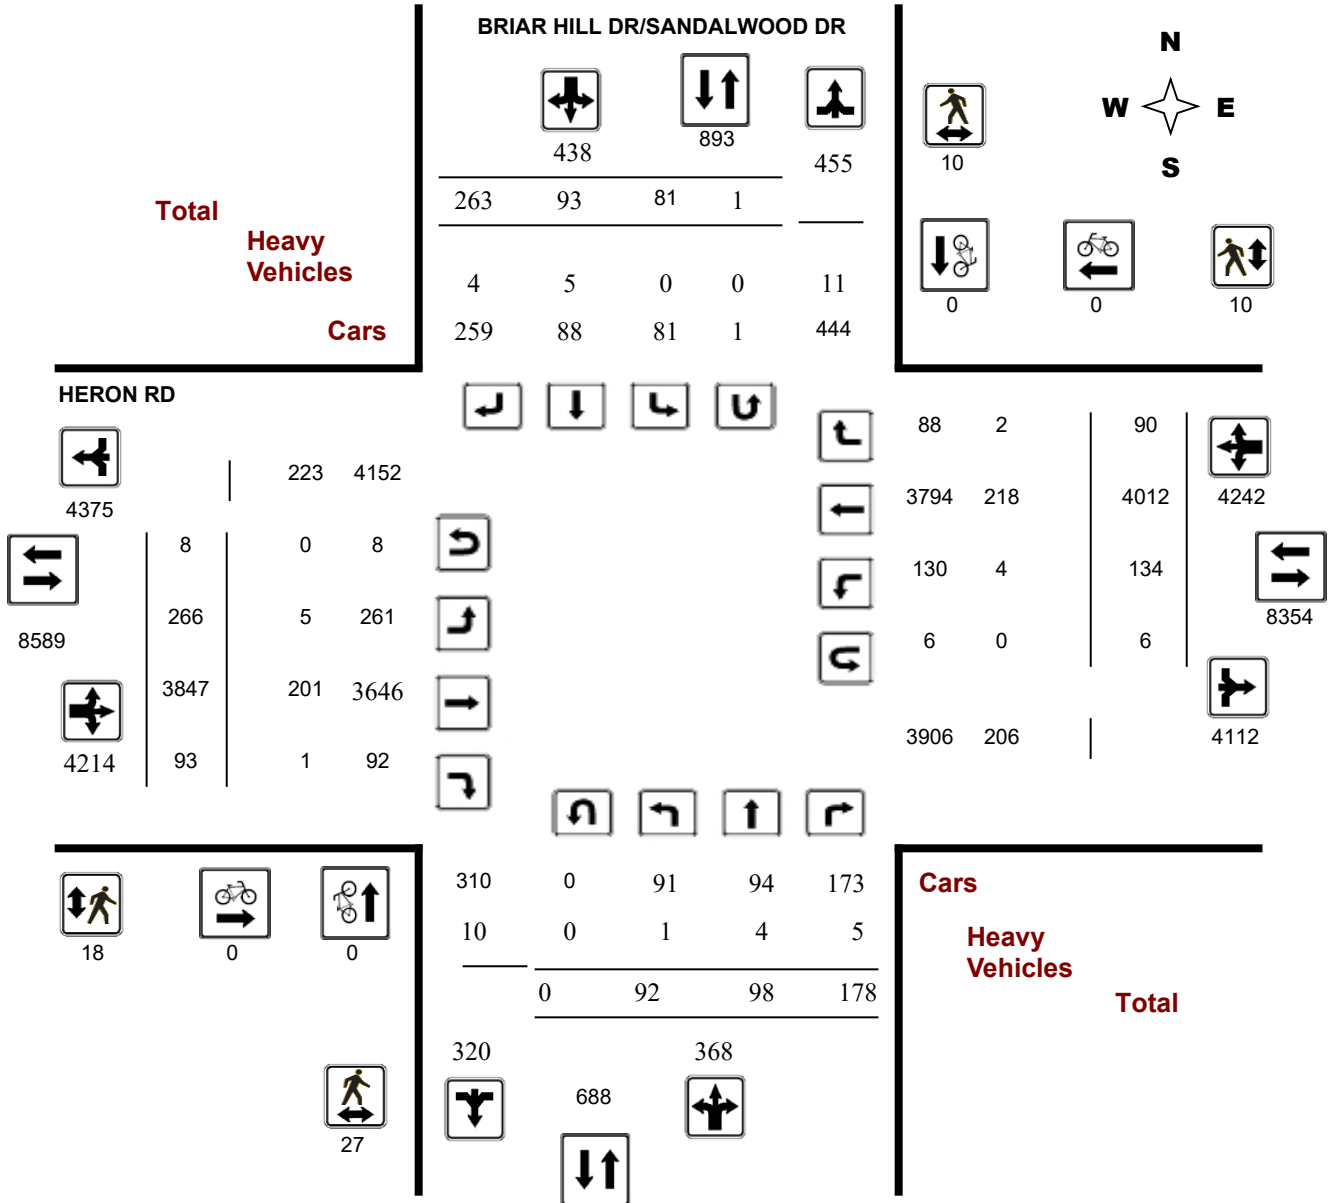 BRIAR HILL DR/SANDALWOOD DR
N
W E
S
438
893
455
10
263 93 81 1
Total
Heavy
Vehicles
4 5 0 0 11
0 0 10
Cars
259 88 81 1 444
HERON RD
88 2 90
223 4152
4375
3794 218 4012 4242
8 0 8
130 4 134
266 5 261
8589
8354
6 0 6
3847 201 3646
3906 206 4112
4214 93 1 92
310 0 91 94 173
Cars
10 0 1 4 5
Heavy
Vehicles
18 0 0
0 92 98 178
Total
320 368
688
27